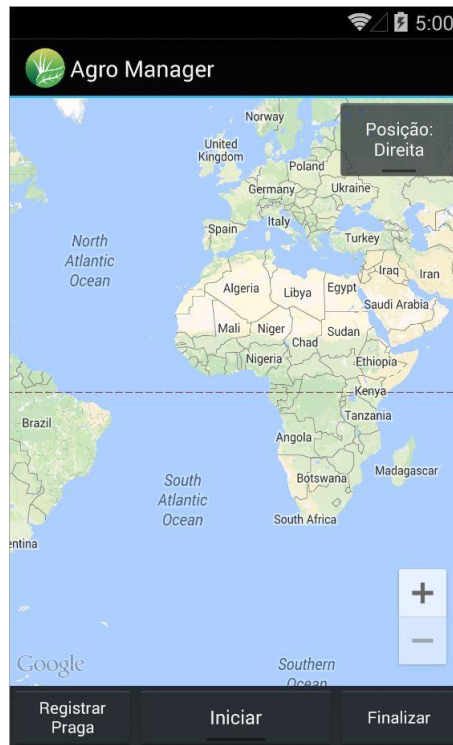 5:00
Agro Manager
Posição:
Direita
Norway
United
Kingdom
Poland
Germany
Ukraine
Spain
Italy
Turkey
North
Atlantic
Ocean
Iraq
Iran
Algeria
Libya
Egypt
Saudi Arabia
Mali
Niger
Chad
Sudan
Nigeria
Ethiopia
Kenya
Brazil
Tanzania
Angola
South
Atlantic
Ocean
Botswana
Madagascar
South Africa
entina
+
−
Google
Southern
Ocean
Registrar
Praga
Iniciar
Finalizar